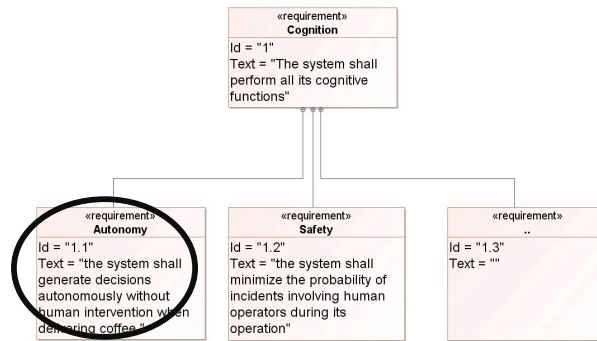 «requirement»
Cognition
Id = "1"
Text = "The system shall
perform all its cognitive
functions"
«requirement»
Autonomy
Id = "1.1"
Text = "the system shall
generate decisions
autonomously without
human intervention when
delivering coffee."
«requirement»
Safety
Id = "1.2"
Text = "the system shall
minimize the probability of
incidents involving human
operators during its
operation"
«requirement»
..
Id = "1.3"
Text = ""